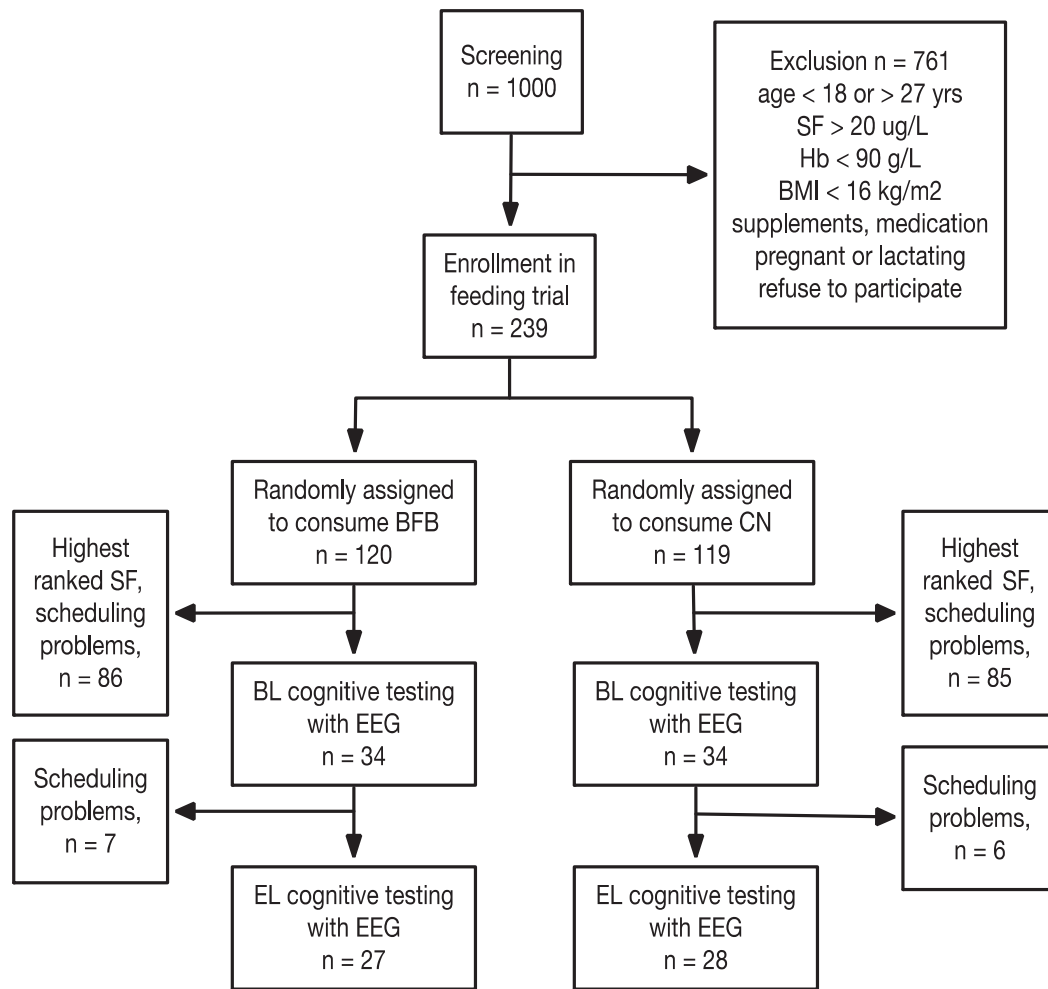 Screening
n = 1000
Exclusion n = 761
age < 18 or > 27 yrs
SF > 20 ug/L
Hb < 90 g/L
BMI < 16 kg/m2
supplements, medication
pregnant or lactating
refuse to participate
Enrollment in
feeding trial
n = 239
Randomly assigned
to consume BFB
n = 120
Randomly assigned
to consume CN
n = 119
Highest
ranked SF,
scheduling
problems,
n = 86
Highest
ranked SF,
scheduling
problems,
n = 85
BL cognitive testing
with EEG
n = 34
BL cognitive testing
with EEG
n = 34
Scheduling
problems,
n = 7
Scheduling
problems,
n = 6
EL cognitive testing
with EEG
n = 27
EL cognitive testing
with EEG
n = 28